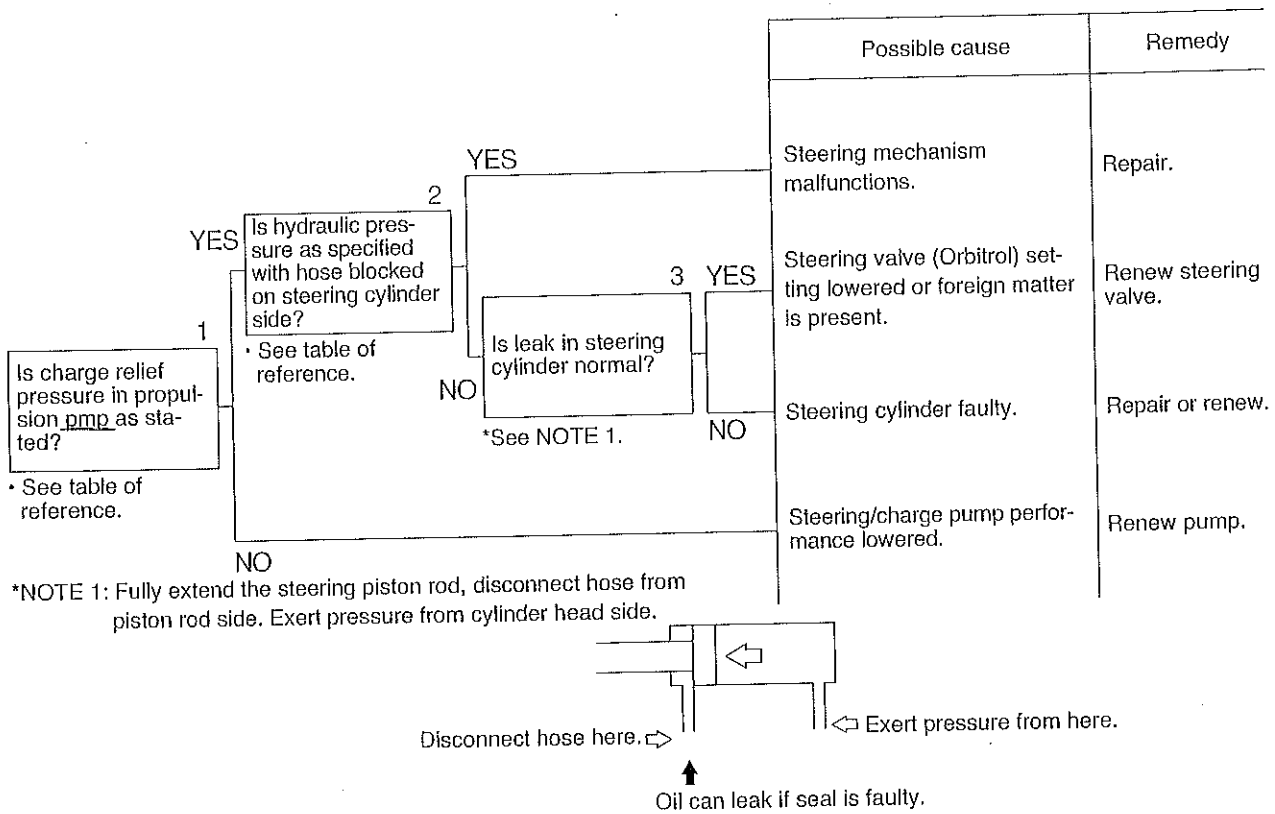 Possible cause
Remedy
YES
Steering mechanism
malfunctions.
Repair.
2
YES
Is hydraulic pres-
sure as specified
with hose blocked
on steering cylinder
side?
• See table of
reference.
3
YES
Steering valve (Orbitrol) set-
ting lowered or foreign matter
is present.
Renew steering
valve.
NO
Is leak in steering
cylinder normal?
*See NOTE 1.
NO
Steering cylinder faulty.
Repair or renew.
1
Is charge relief
pressure in propul-
sion pmp as sta-
ted?
• See table of
reference.
NO
Steering/charge pump perfor-
mance lowered.
Renew pump.
*NOTE 1: Fully extend the steering piston rod, disconnect hose from
piston rod side. Exert pressure from cylinder head side.
Disconnect hose here.
Exert pressure from here.
Oil can leak if seal is faulty.